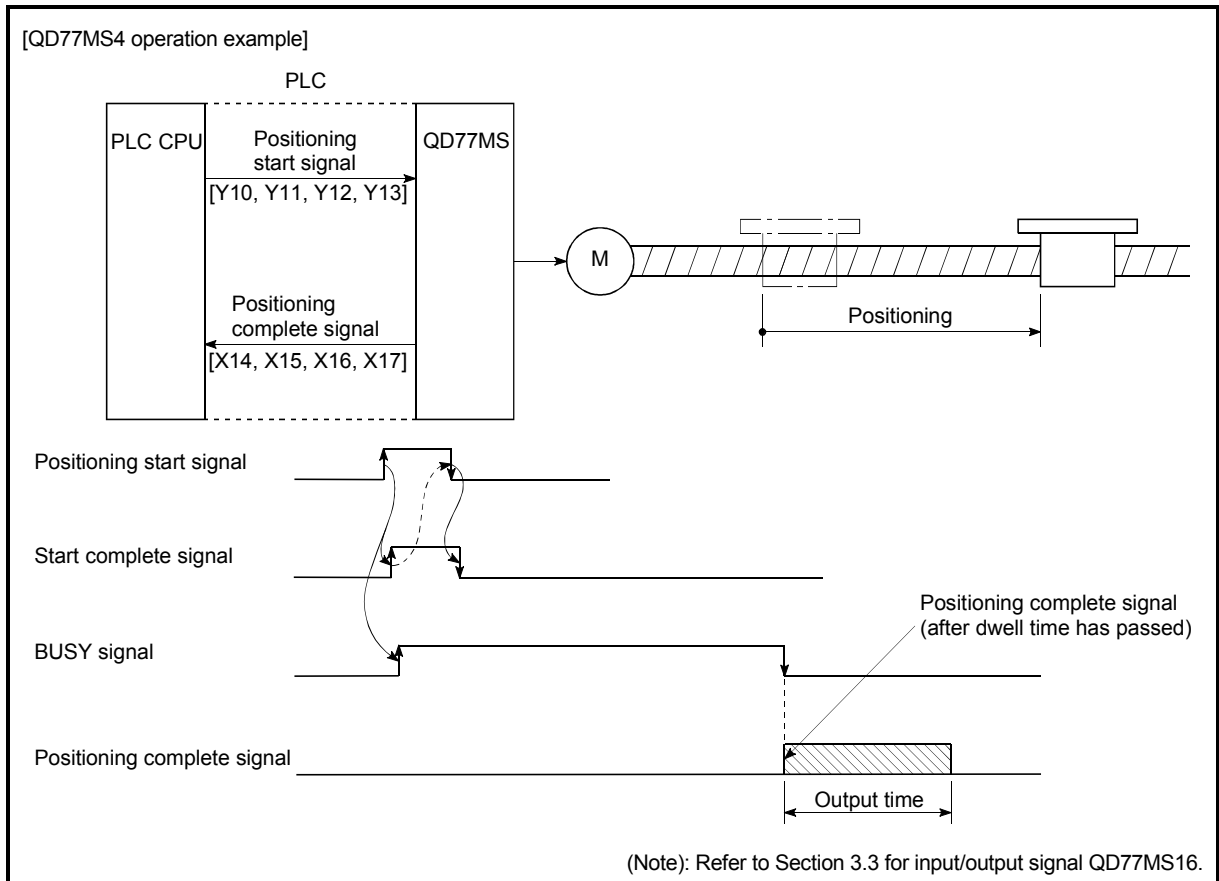 [QD77MS4 operation example]
PLC
PLC CPU
Positioning
start signal
[Y10, Y11, Y12, Y13]
QD77MS
M
Positioning
complete signal
[X14, X15, X16, X17]
Positioning
Positioning start signal
Start complete signal
Positioning complete signal
(after dwell time has passed)
BUSY signal
Positioning complete signal
Output time
(Note): Refer to Section 3.3 for input/output signal QD77MS16.